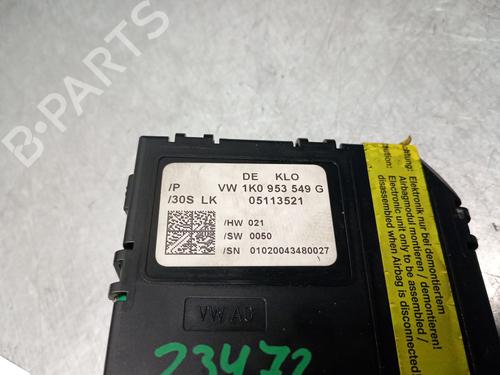 B-PARTS
DE KLO
/P VW 1K0 953 549 G
/30S LK 05113521
/HW 021
/SW 0050
/SN 01020043480027
VW AG
23472
Elektronik nur bei demontiertem
Airbagmodul montieren / demontieren!
Electronic unit only to be assembled /
disassembled when Airbag is disconnected